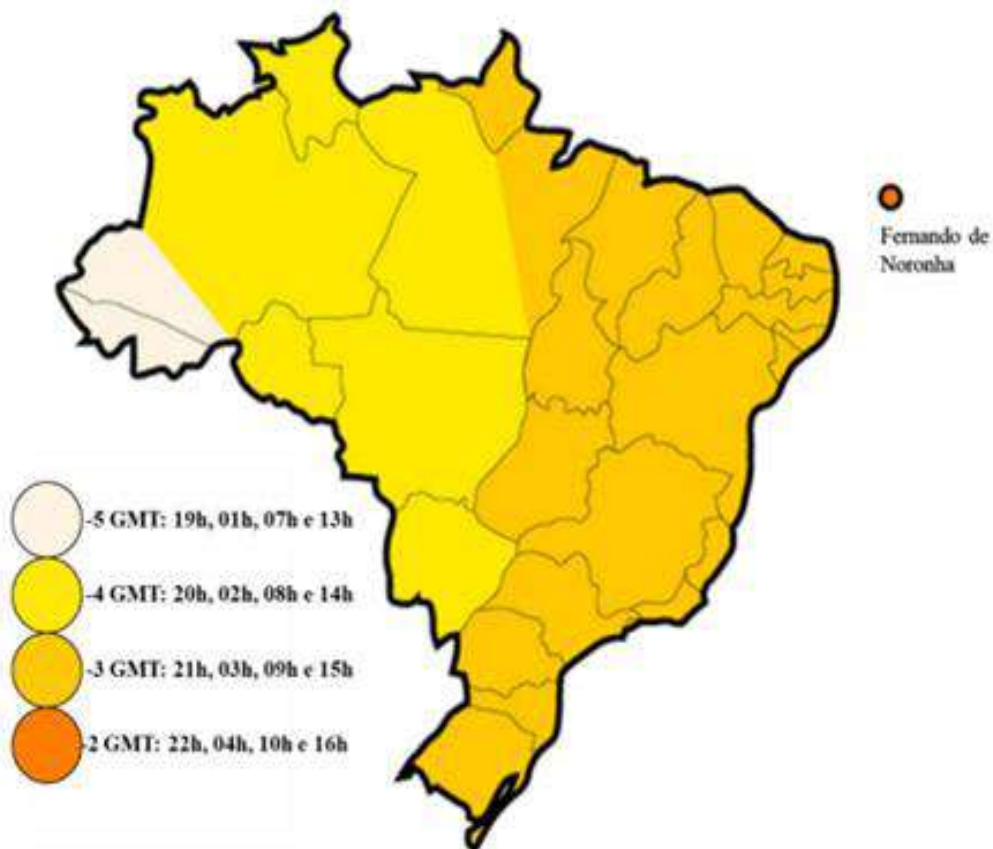 Fernando de
Noronha
-5 GMT: 19h, 01h, 07h e 13h
-4 GMT: 20h, 02h, 08h e 14h
-3 GMT: 21h, 03h, 09h e 15h
-2 GMT: 22h, 04h, 10h e 16h